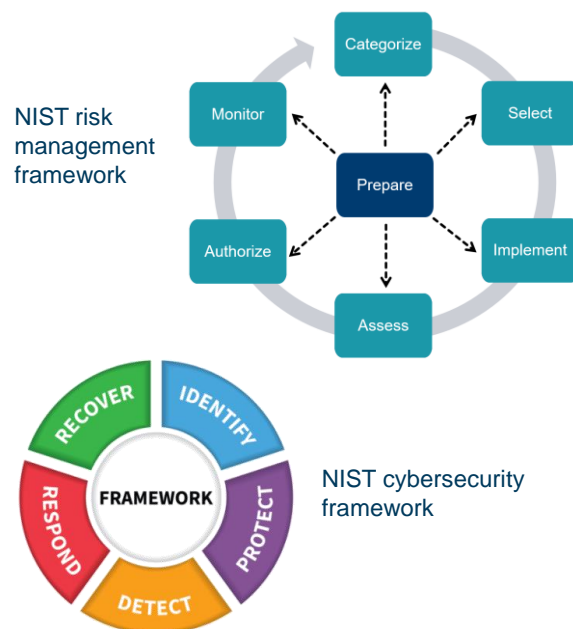 Categorize
NIST risk
management
framework
Monitor
Select
Prepare
Authorize
Implement
Assess
RECOVER
IDENTIFY
FRAMEWORK
RESPOND
PROTECT
DETECT
NIST cybersecurity
framework